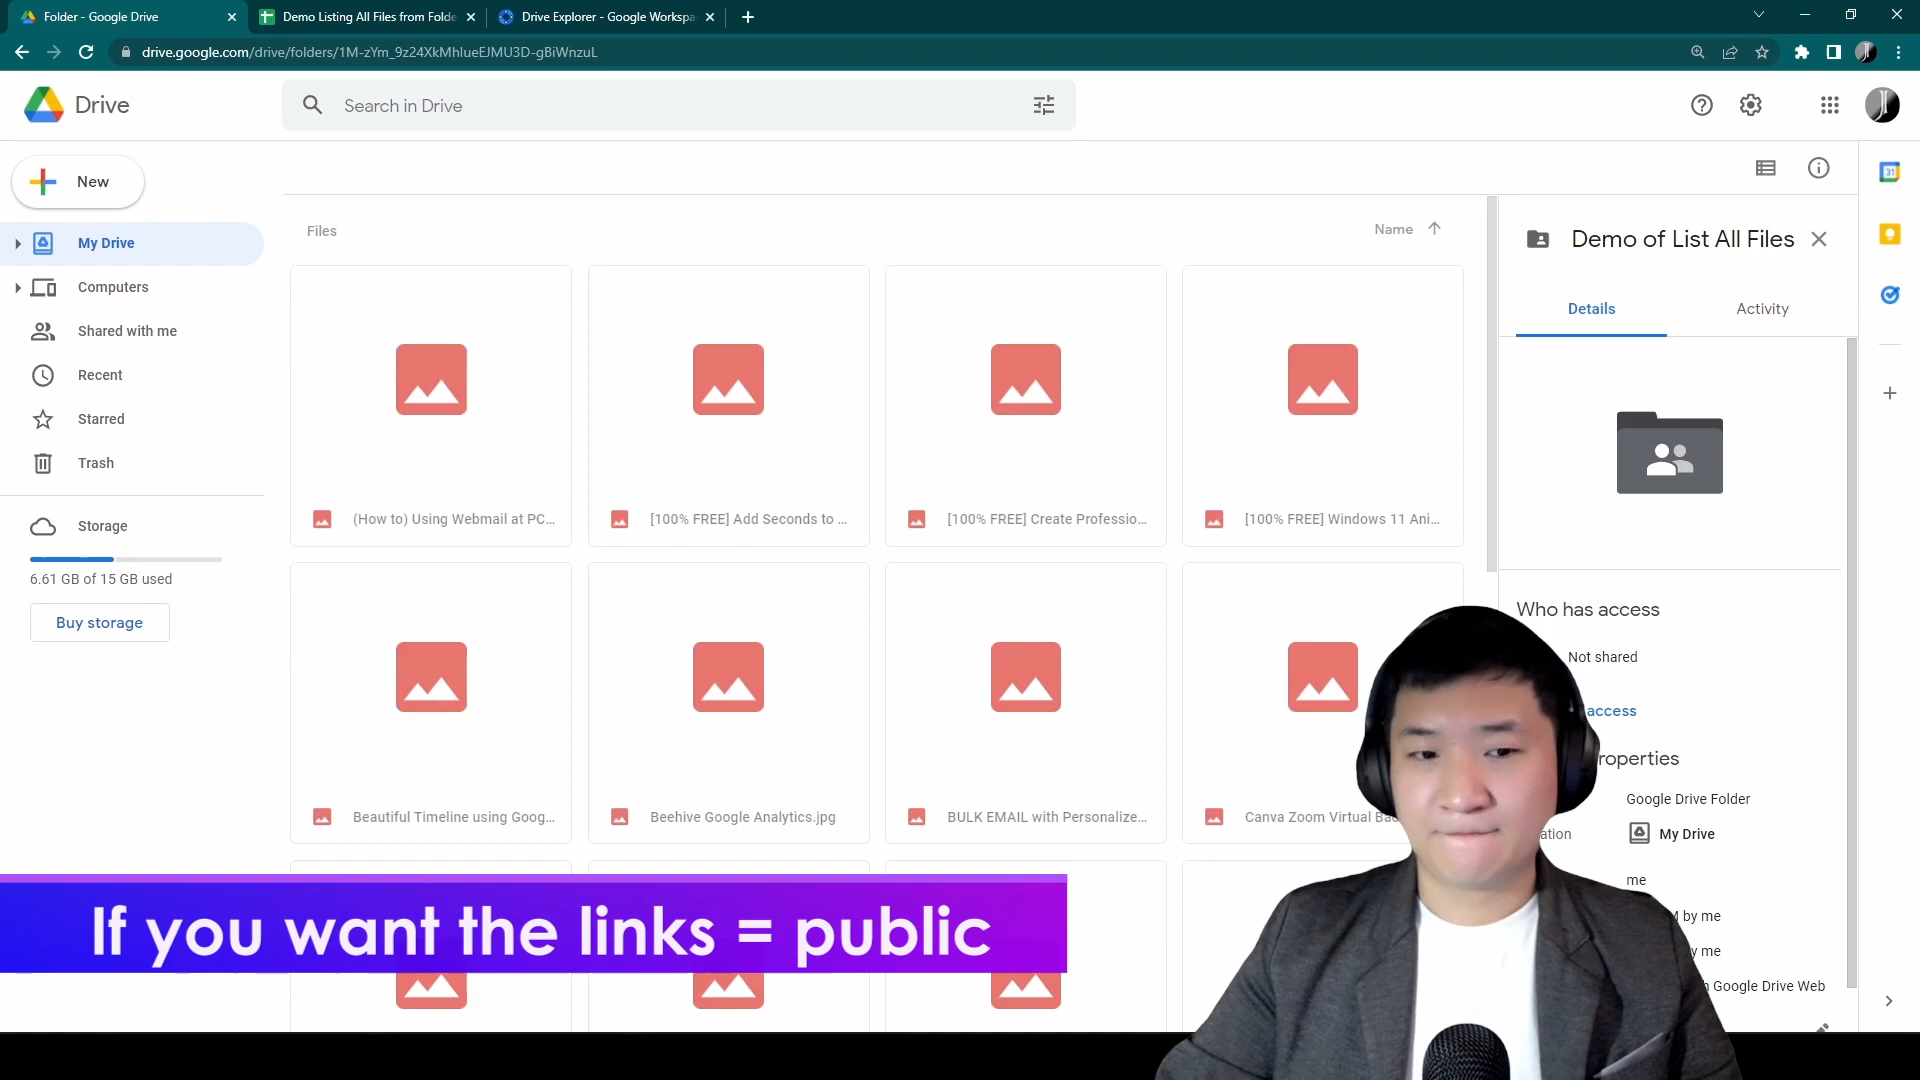 Folder - Google Drive
Demo Listing All Files from Folde
Drive Explorer - Google Workspa
drive.google.com/drive/folders/1M-zYm_9z24XkMhlueEJMU3D-gBiWnzuL
Drive
Search in Drive
New
My Drive
Computers
Shared with me
Recent
Starred
Trash
Storage
6.61 GB of 15 GB used
Buy storage
Files
Name
(How to) Using Webmail at PC...
[100% FREE] Add Seconds to ...
[100% FREE] Create Professio...
[100% FREE] Windows 11 Ani...
Beautiful Timeline using Goog...
Beehive Google Analytics.jpg
BULK EMAIL with Personalize...
Canva Zoom Virtual
Demo of List All Files
Details
Activity
Who has access
Not shared
access
roperties
Google Drive Folder
ation
My Drive
me
M by me
y me
Google Drive Web
31
If you want the links = public